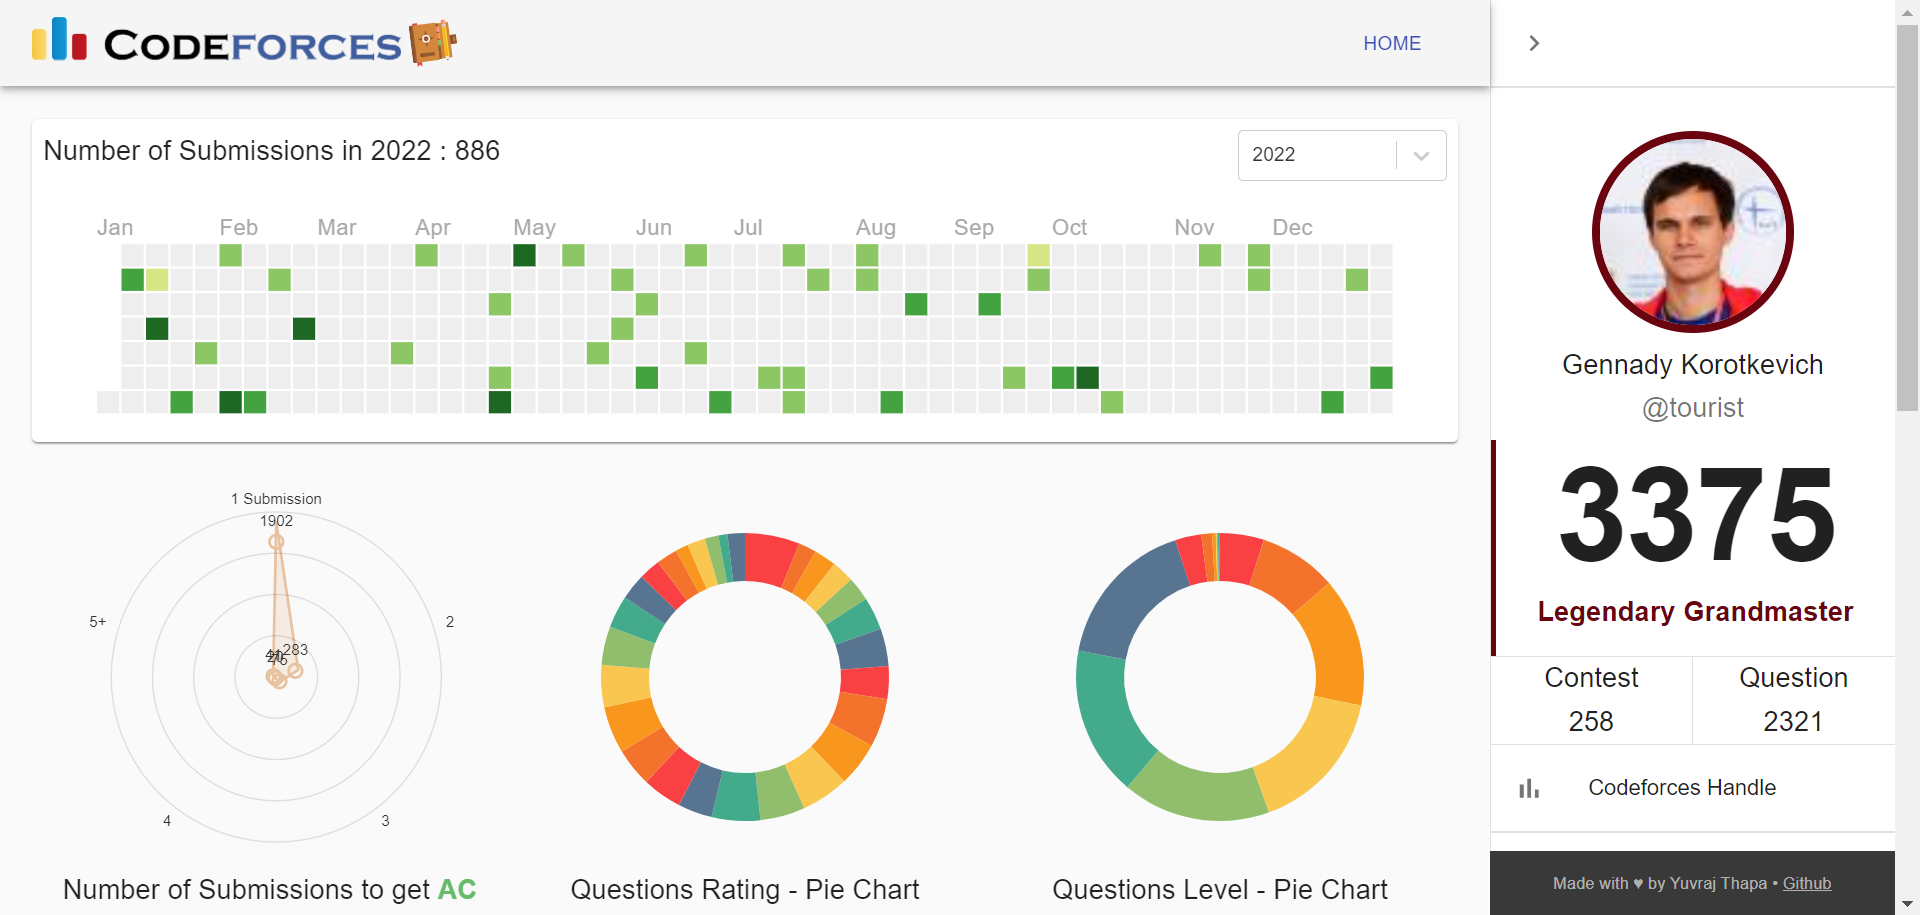 CODEFORCES
HOME
Number of Submissions in 2022 : 886
2022
Jan Feb Mar Apr May Jun Jul Aug Sep Oct Nov Dec
1 Submission
1902
5+
2
283
75
4
3
Number of Submissions to get AC
Questions Rating - Pie Chart
Questions Level - Pie Chart
Gennady Korotkevich
@tourist
3375
Legendary Grandmaster
Contest
258
Question
2321
Codeforces Handle
Made with ♥ by Yuvraj Thapa • Github